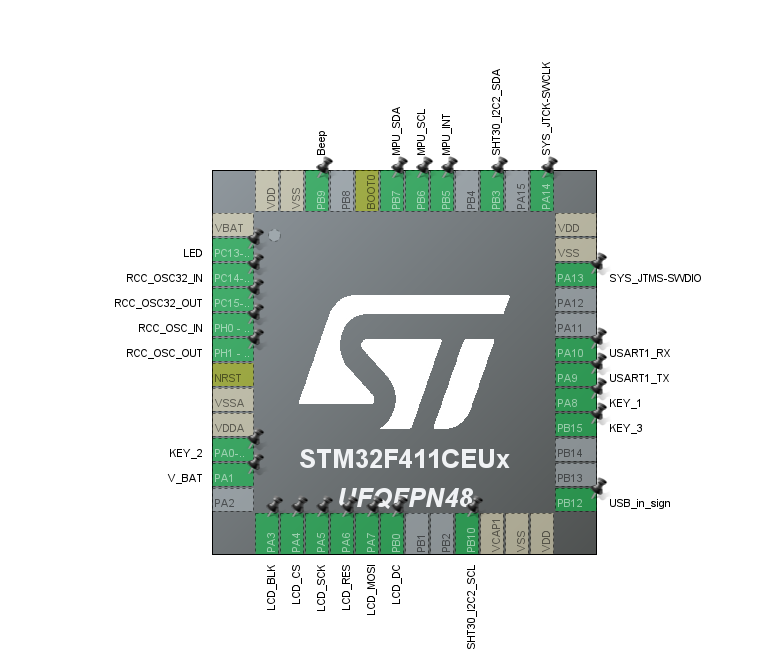 Beep
MPU_SDA
MPU_SCL
MPU_INT
SHT30_I2C2_SDA
SYS_JTCK-SWCLK
VDD
VSS
PB9
PB8
BOOT0
PB7
PB6
PB5
PB4
PB3
PA15
PA14
VBAT
LED PC13-..
RCC_OSC32_IN PC14-..
RCC_OSC32_OUT PC15-..
RCC_OSC_IN PH0 - ..
RCC_OSC_OUT PH1 - ..
NRST
VSSA
VDDA
KEY_2 PA0-..
V_BAT PA1
PA2
VDD
VSS
PA13 SYS_JTMS-SWDIO
PA12
PA11
PA10 USART1_RX
PA9 USART1_TX
PA8 KEY_1
PB15 KEY_3
PB14
PB13
PB12 USB_in_sign
ST
STM32F411CEUx
UFQFPN48
PA3
PA4
PA5
PA6
PA7
PB0
PB1
PB2
PB10
VCAP1
VSS
VDD
LCD_BLK
LCD_CS
LCD_SCK
LCD_RES
LCD_MOSI
LCD_DC
SHT30_I2C2_SCL